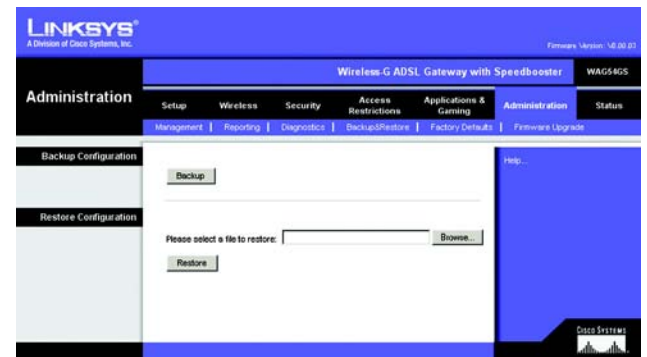 LINKSYS®
A Division of Cisco Systems, Inc.
Firmware Version: V1.00.03
Wireless-G ADSL Gateway with Speedbooster
WAG54GS
Administration
Setup
Wireless
Security
Access Restrictions
Applications & Gaming
Administration
Status
Management | Reporting | Diagnostics | Backup&Restore | Factory Defaults | Firmware Upgrade
Backup Configuration
Backup
Help...
Restore Configuration
Please select a file to restore:
Browse...
Restore
CISCO SYSTEMS